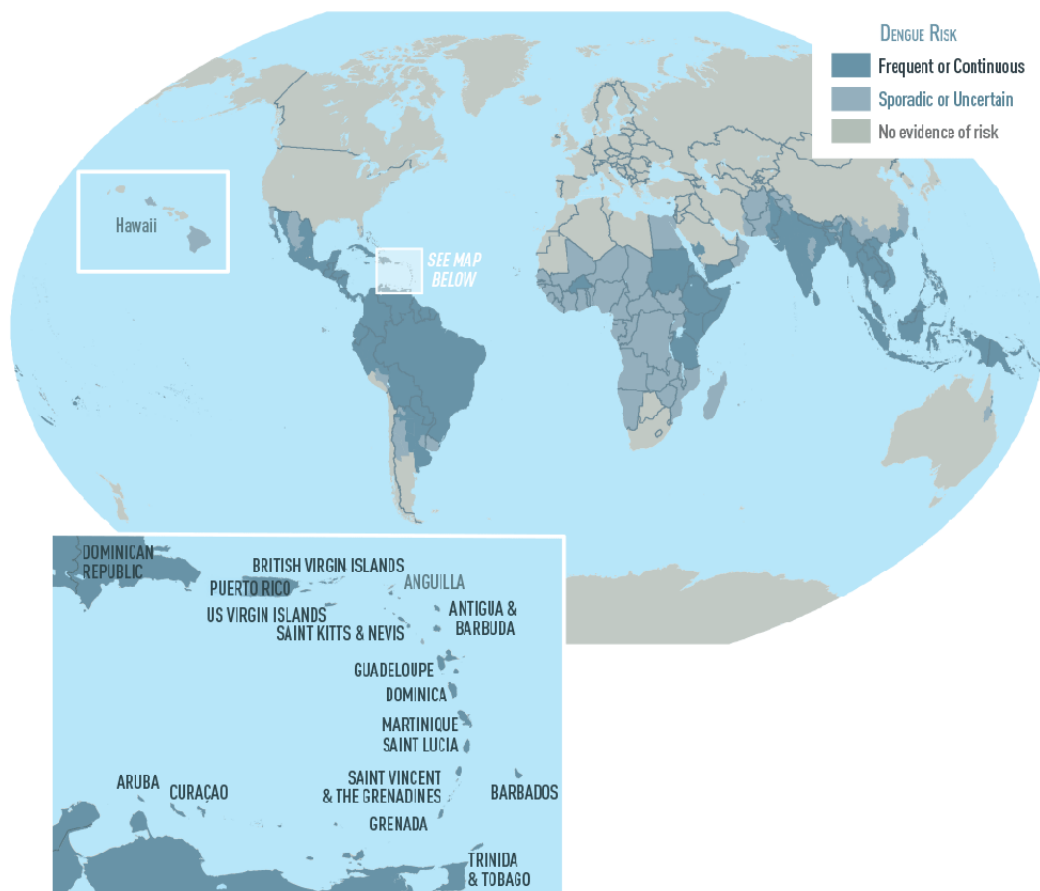 DENGUE RISK
Frequent or Continuous
Sporadic or Uncertain
No evidence of risk
Hawaii
SEE MAP
BELOW
DOMINICAN
REPUBLIC
BRITISH VIRGIN ISLANDS
PUERTO RICO
ANGUILLA
US VIRGIN ISLANDS
ANTIGUA &
BARBUDA
SAINT KITTS & NEVIS
GUADELOUPE
DOMINICA
MARTINIQUE
SAINT LUCIA
ARUBA
CURAÇAO
SAINT VINCENT
& THE GRENADINES
BARBADOS
GRENADA
TRINIDA
& TOBAGO